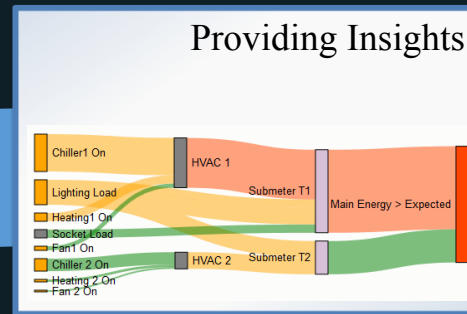 Providing Insights
Chiller1 On
HVAC 1
Lighting Load
Submeter T1
Main Energy > Expected
Heating1 On
Socket Load
Fan1 On
Chiller 2 On
HVAC 2
Submeter T2
Heating 2 On
Fan 2 On